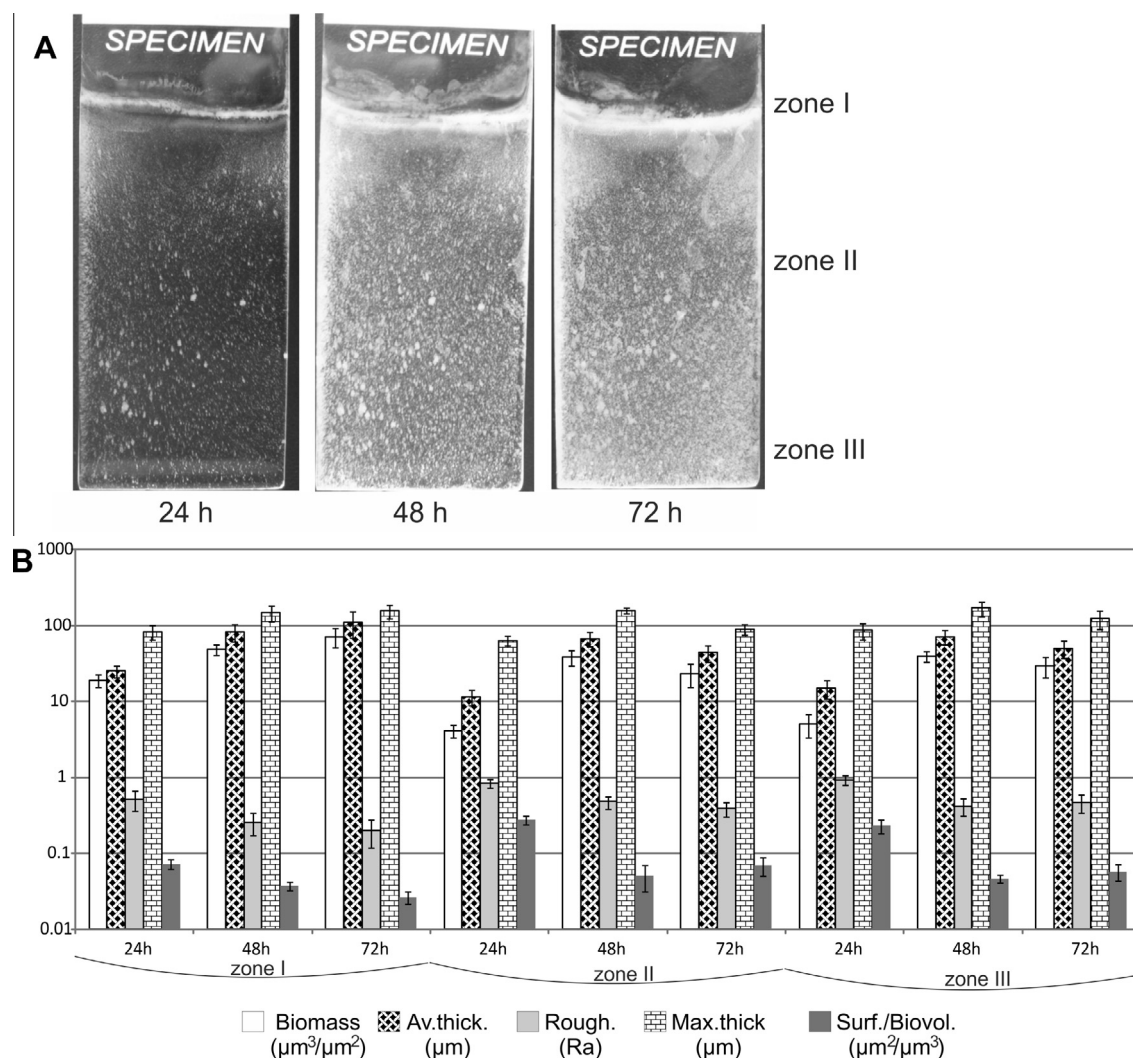 A
SPECIMEN SPECIMEN SPECIMEN
zone I
zone II
zone III
24 h 48 h 72 h
B
1000
100
10
1
0.1
0.01
24h 48h 72h 24h 48h 72h 24h 48h 72h
zone I zone II zone III
Biomass Av.thick. Rough. Max.thick Surf./Biovol.
(µm³/µm²) (µm) (Ra) (µm) (µm²/µm³)